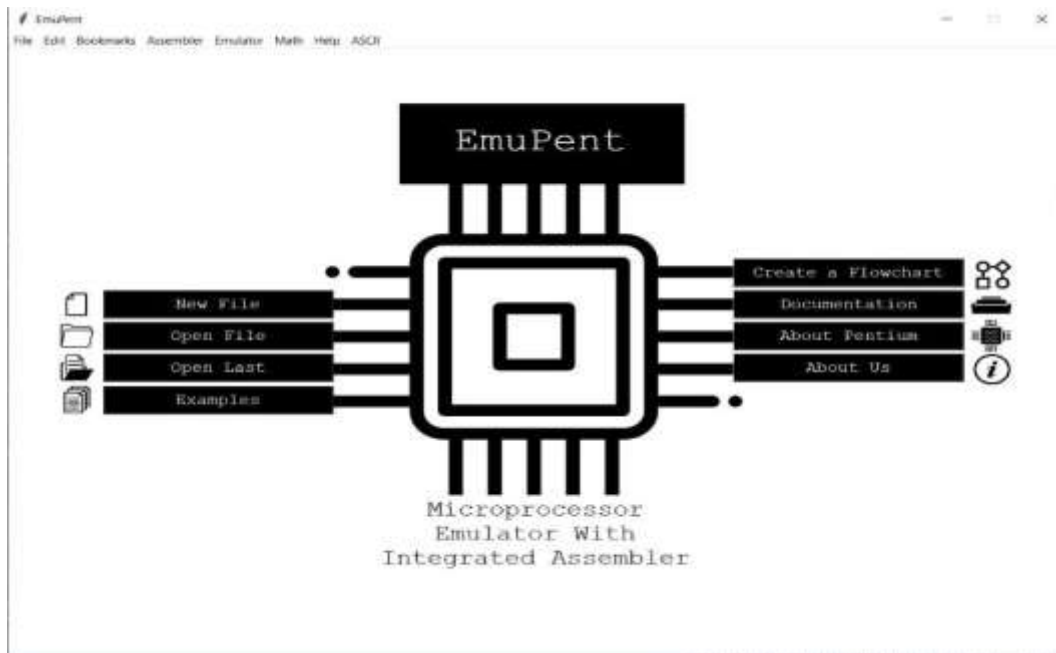 EmuPent
File Edit Bookmarks Assembler Emulator Math Help ASCII
EmuPent
New File
Open File
Open Last
Examples
Create a Flowchart
Documentation
About Pentium
About Us
Microprocessor
Emulator With
Integrated Assembler